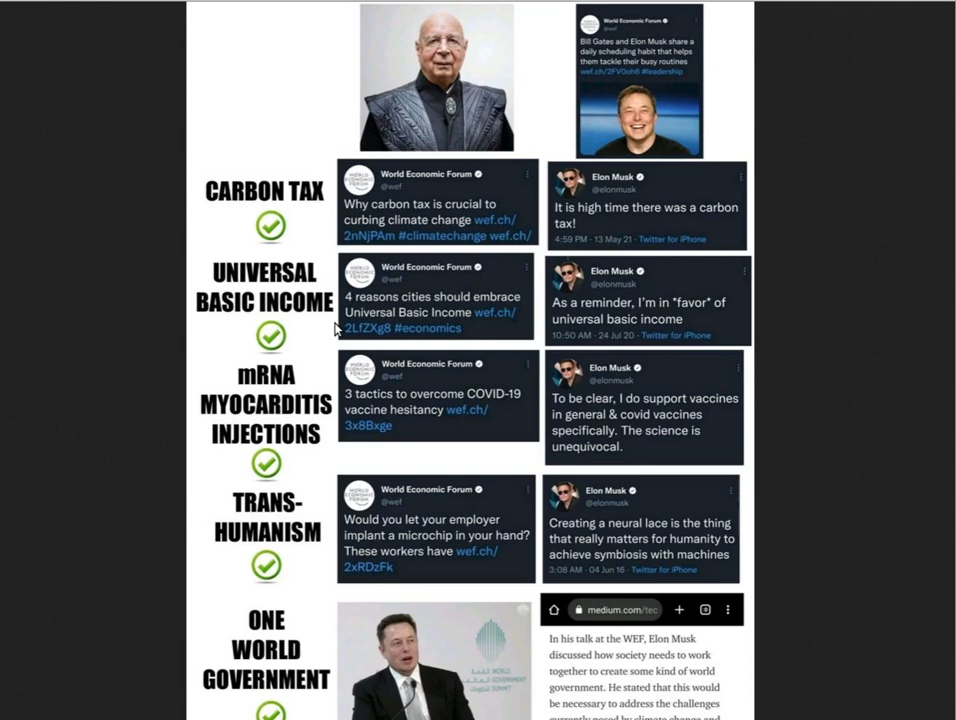 World Economic Forum
@wef
Bill Gates and Elon Musk share a
daily scheduling habit that helps
them tackle their busy routines
wef.ch/2FV0oh6 #leadership
CARBON TAX
World Economic Forum
@wef
Why carbon tax is crucial to
curbing climate change wef.ch/
2nNjPAm #climatechange wef.ch/
Elon Musk
@elonmusk
It is high time there was a carbon
tax!
4:59 PM · 13 May 21 · Twitter for iPhone
UNIVERSAL
BASIC INCOME
World Economic Forum
@wef
4 reasons cities should embrace
Universal Basic Income wef.ch/
2LfZXg8 #economics
Elon Musk
@elonmusk
As a reminder, I'm in *favor* of
universal basic income
10:50 AM · 24 Jul 20 · Twitter for iPhone
mRNA
MYOCARDITIS
INJECTIONS
World Economic Forum
@wef
3 tactics to overcome COVID-19
vaccine hesitancy wef.ch/
3x8Bxge
Elon Musk
@elonmusk
To be clear, I do support vaccines
in general & covid vaccines
specifically. The science is
unequivocal.
TRANS-
HUMANISM
World Economic Forum
@wef
Would you let your employer
implant a microchip in your hand?
These workers have wef.ch/
2xRDzFk
Elon Musk
@elonmusk
Creating a neural lace is the thing
that really matters for humanity to
achieve symbiosis with machines
3:08 AM · 04 Jun 16 · Twitter for iPhone
ONE
WORLD
GOVERNMENT
WORLD
GOVERNMENT
SUMMIT
medium.com/tec
In his talk at the WEF, Elon Musk
discussed how society needs to work
together to create some kind of world
government. He stated that this would
be necessary to address the challenges
currently posed by climate change and